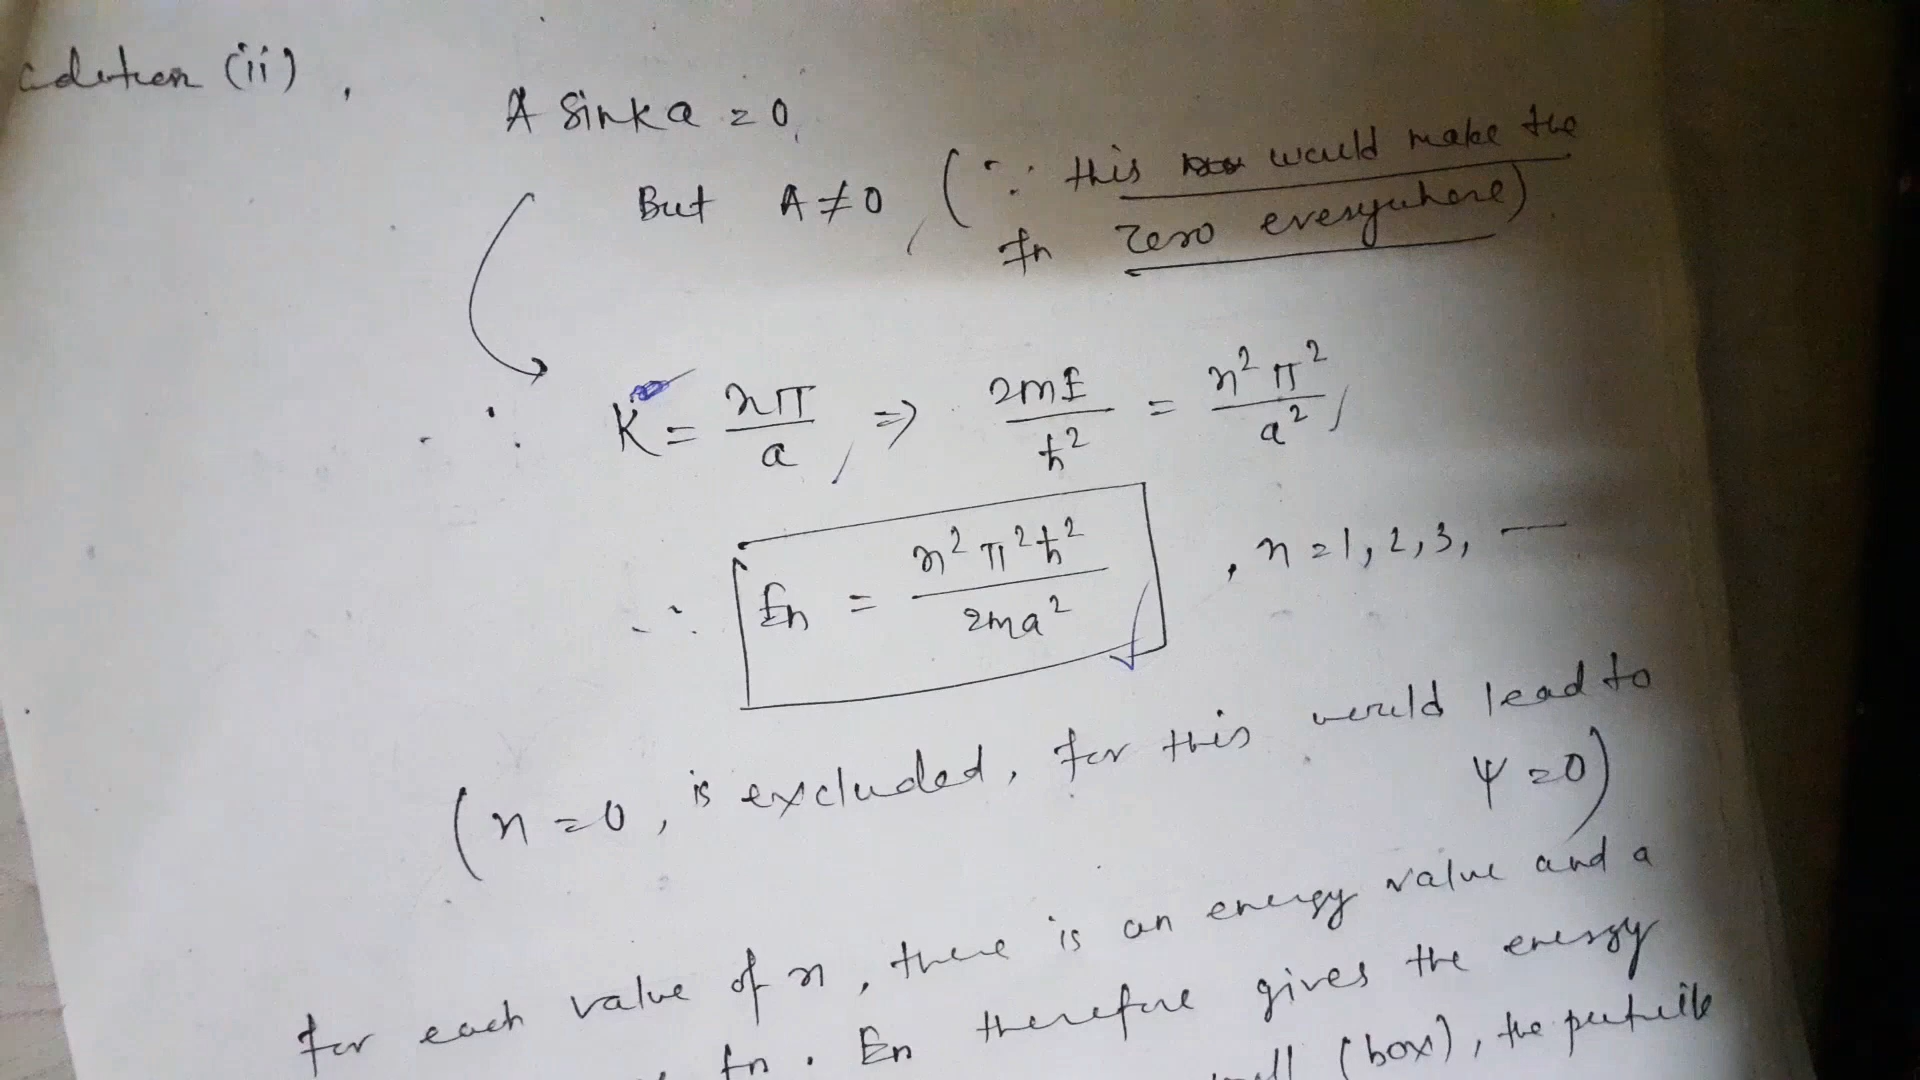 (ii),
A Sin k a = 0,
But A ≠ 0, (∵ this would make the
fn zero everywhere)
∴ K = nπ/a, ⇒ 2mE/ħ² = n²π²/a²,
∴ En = n²π²ħ²/2ma², n = 1, 2, 3, —
(n = 0, is excluded, for this would lead to
ψ = 0)
for each value of n, there is an energy value and a
fn. En therefore gives the energy
(box), the particle